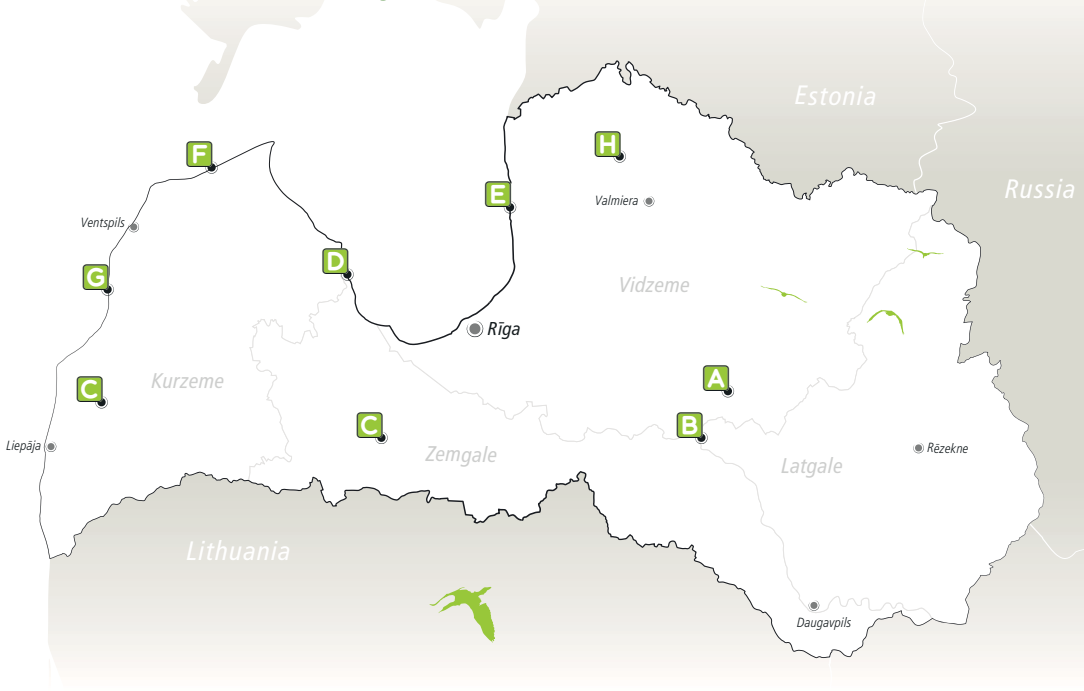 Estonia
Russia
F
H
E
Valmiera
Ventspils
D
G
Vidzeme
Rīga
A
Kurzeme
C
C
B
Liepāja
Zemgale
Latgale
Rēzekne
Lithuania
Daugavpils